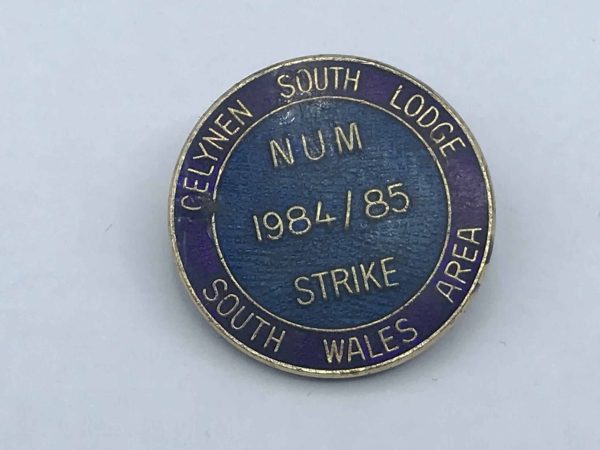 CELYNEN SOUTH LODGE
NUM
1984/85
STRIKE
SOUTH WALES AREA